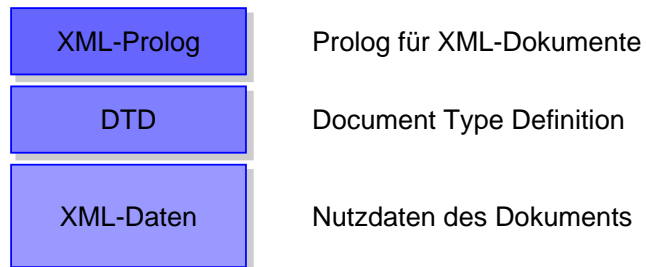 XML-Prolog Prolog für XML-Dokumente
DTD Document Type Definition
XML-Daten Nutzdaten des Dokuments